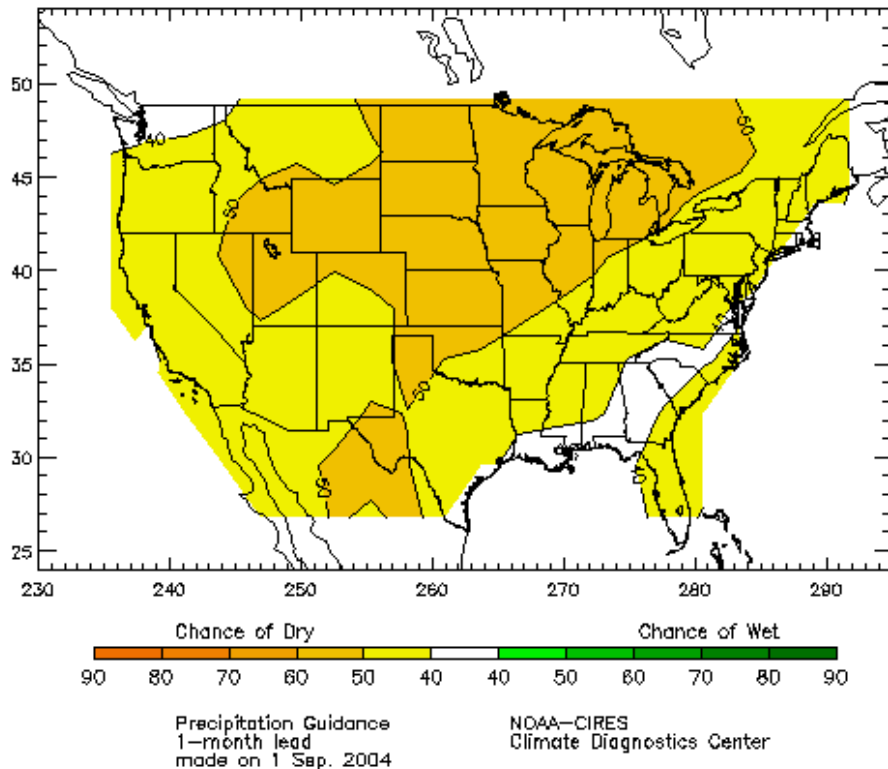 50
45
40
35
30
25
40
50
50
50
50
40
40
230
240
250
260
270
280
290
Chance of Dry
Chance of Wet
90 80 70 60 50 40 40 50 60 70 80 90
Precipitation Guidance
1-month lead
made on 1 Sep. 2004
NOAA-CIRES
Climate Diagnostics Center